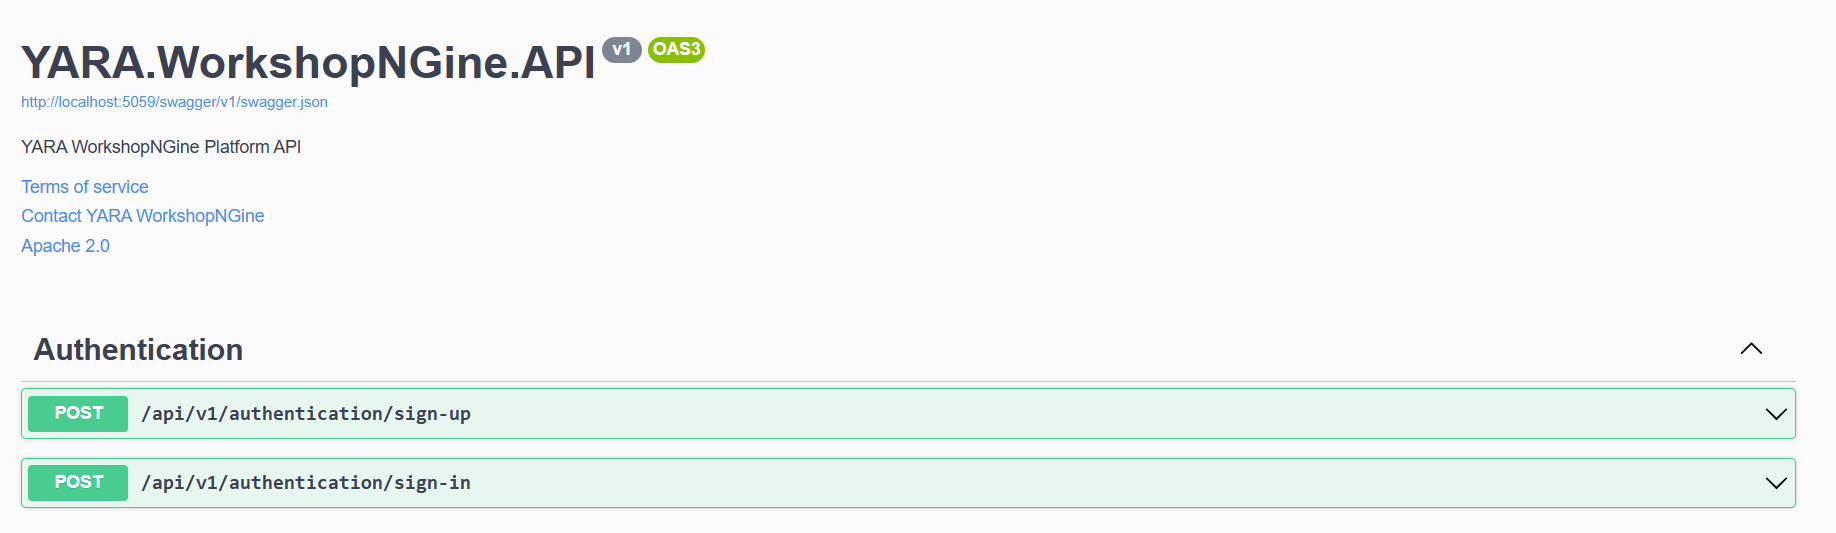 YARA.WorkshopNGine.API v1 OAS3
http://localhost:5059/swagger/v1/swagger.json
YARA WorkshopNGine Platform API
Terms of service
Contact YARA WorkshopNGine
Apache 2.0
Authentication
POST /api/v1/authentication/sign-up
POST /api/v1/authentication/sign-in